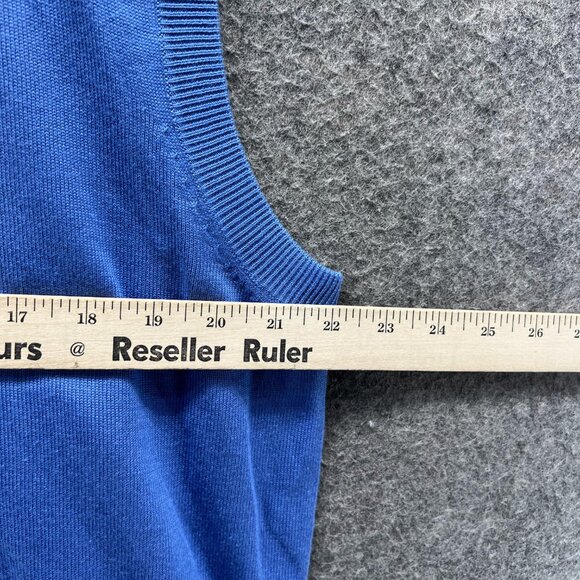 17 18 19 20 21 22 23 24 25 26
urs @ Reseller Ruler